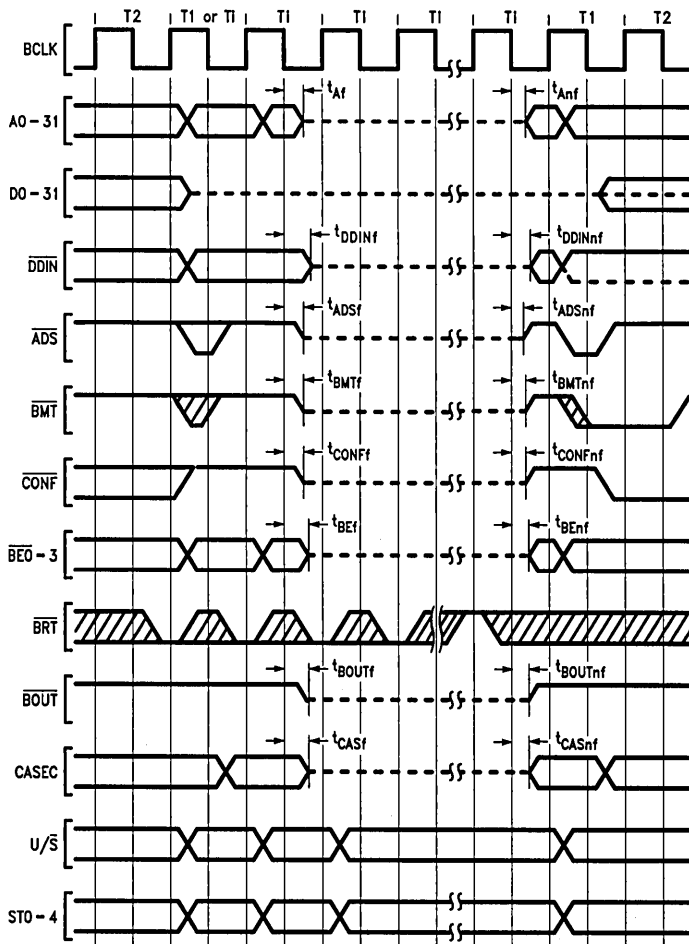 T2 T1 or Ti Ti Ti Ti Ti T1 T2
BCLK
tAf tAnf
A0-31
D0-31
tDDINf tDDINnf
DDIN
tADSf tADSnf
ADS
tBMTf tBMTnf
BMT
tCONFf tCONFnf
CONF
tBEf tBEnf
BE0-3
BRT
tBOUTf tBOUTnf
BOUT
tCASf tCASnf
CASEC
U/S̅
ST0-4